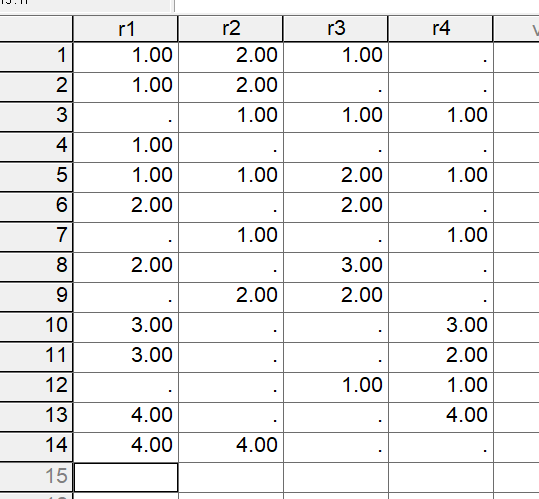 r1 r2 r3 r4
1 1.00 2.00 1.00 .
2 1.00 2.00 . .
3 . 1.00 1.00 1.00
4 1.00 . . .
5 1.00 1.00 2.00 1.00
6 2.00 . 2.00 .
7 . 1.00 . 1.00
8 2.00 . 3.00 .
9 . 2.00 2.00 .
10 3.00 . . 3.00
11 3.00 . . 2.00
12 . . 1.00 1.00
13 4.00 . . 4.00
14 4.00 4.00 . .
15